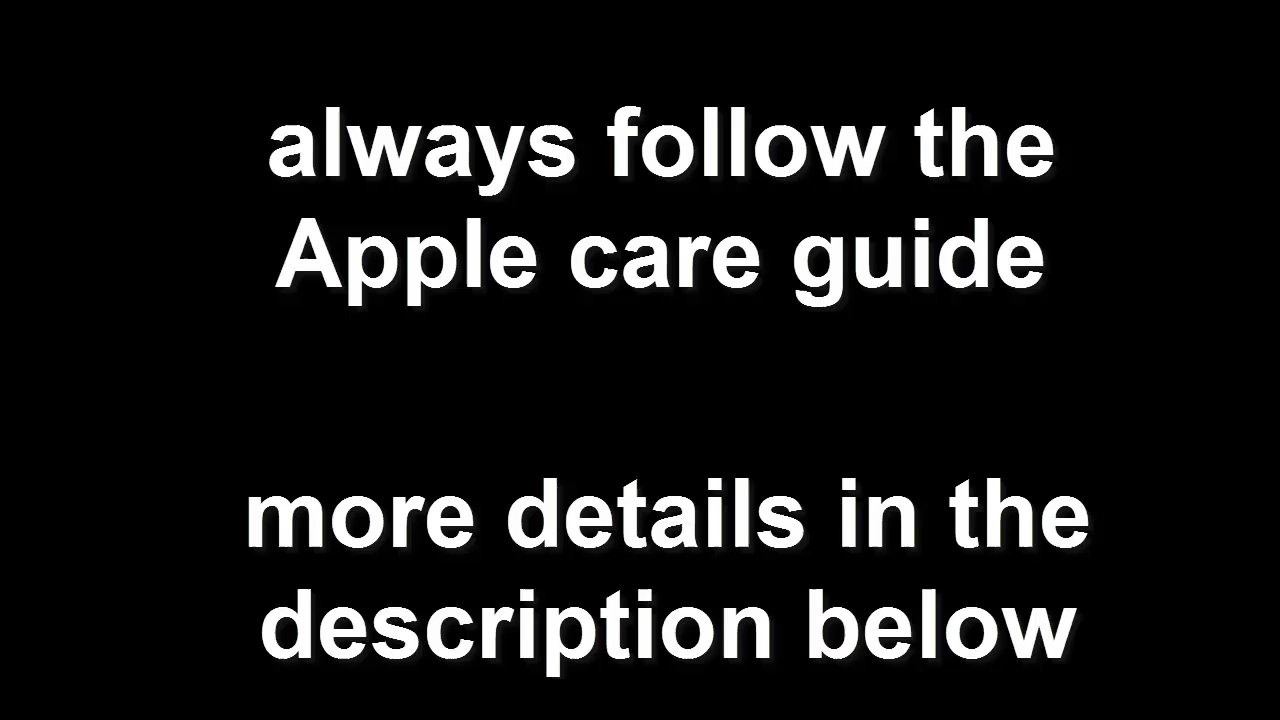 always follow the
Apple care guide
more details in the
description below